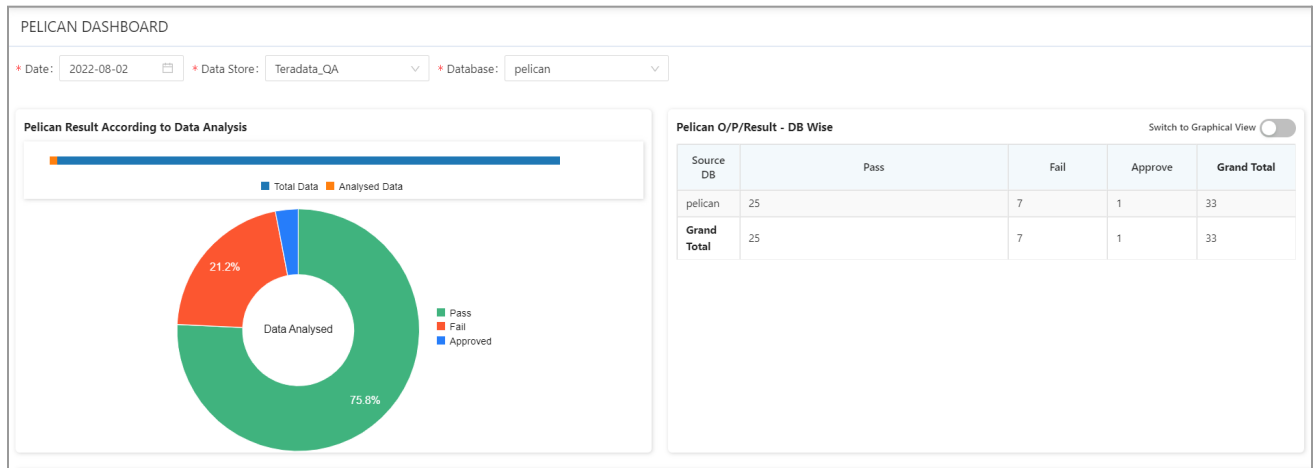 PELICAN DASHBOARD
* Date: 2022-08-02 * Data Store: Teradata_QA * Database: pelican
Pelican Result According to Data Analysis
Total Data Analysed Data
21.2%
Data Analysed
75.8%
Pass
Fail
Approved
Pelican O/P/Result - DB Wise
Switch to Graphical View
Source DB Pass Fail Approve Grand Total
pelican 25 7 1 33
Grand Total 25 7 1 33